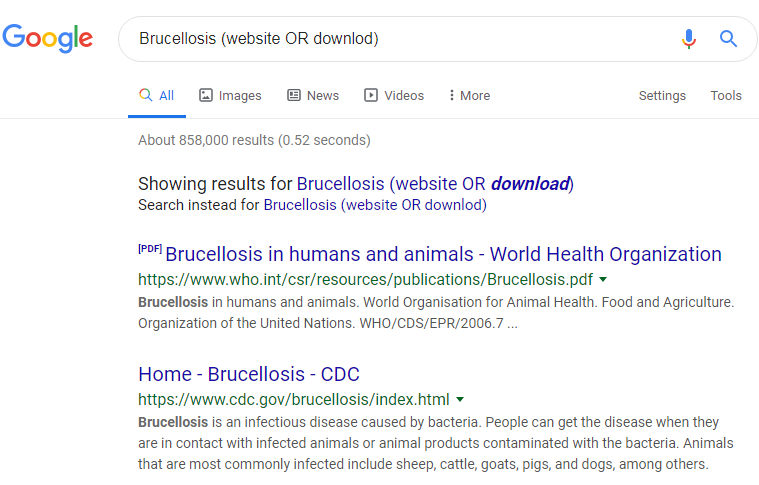 Google
Brucellosis (website OR downlod)
All Images News Videos More Settings Tools
About 858,000 results (0.52 seconds)
Showing results for Brucellosis (website OR download)
Search instead for Brucellosis (website OR downlod)
[PDF] Brucellosis in humans and animals - World Health Organization
https://www.who.int/csr/resources/publications/Brucellosis.pdf
Brucellosis in humans and animals. World Organisation for Animal Health. Food and Agriculture.
Organization of the United Nations. WHO/CDS/EPR/2006.7 ...
Home - Brucellosis - CDC
https://www.cdc.gov/brucellosis/index.html
Brucellosis is an infectious disease caused by bacteria. People can get the disease when they
are in contact with infected animals or animal products contaminated with the bacteria. Animals
that are most commonly infected include sheep, cattle, goats, pigs, and dogs, among others.